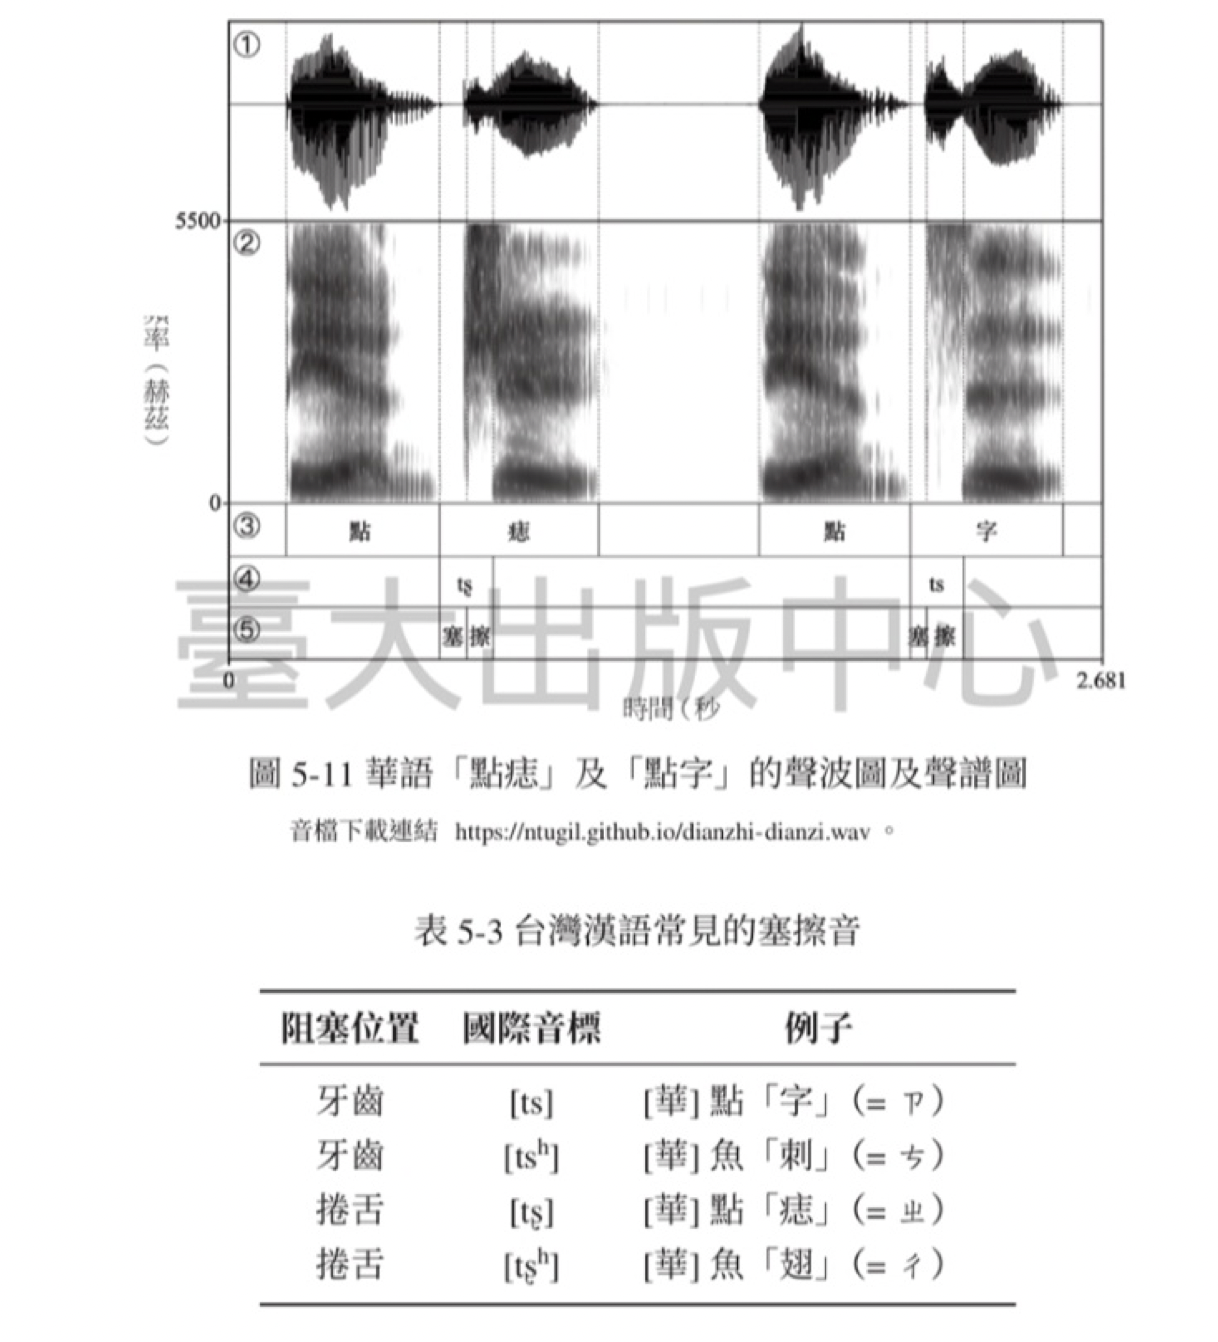 ①
5500
②
頻率（赫茲）
0
③ 點 痣 點 字
④ tʂ ts
⑤ 塞 擦 塞 擦
臺大出版中心
0 2.681
時間（秒
圖 5-11 華語「點痣」及「點字」的聲波圖及聲譜圖
音檔下載連結 https://ntugil.github.io/dianzhi-dianzi.wav 。
表 5-3 台灣漢語常見的塞擦音
阻塞位置 國際音標 例子
牙齒 [ts] [華] 點「字」（= ㄗ）
牙齒 [tsʰ] [華] 魚「刺」（= ㄘ）
捲舌 [tʂ] [華] 點「痣」（= ㄓ）
捲舌 [tʂʰ] [華] 魚「翅」（= ㄔ）